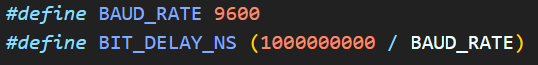 #define BAUD_RATE 9600
#define BIT_DELAY_NS (1000000000 / BAUD_RATE)